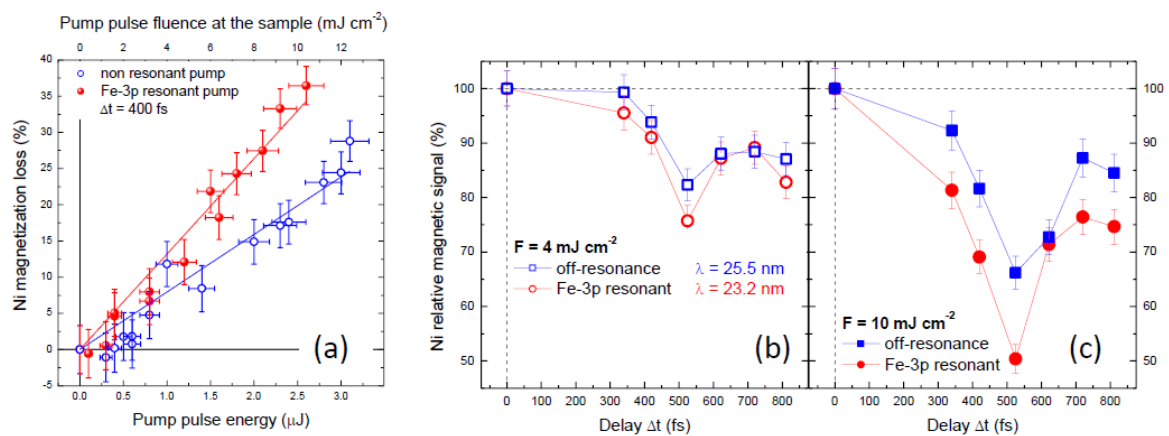 Pump pulse fluence at the sample (mJ cm⁻²)
0 2 4 6 8 10 12
40
35
30
25
20
15
10
5
0
-5
Ni magnetization loss (%)
non resonant pump
Fe-3p resonant pump
Δt = 400 fs
(a)
0.0 0.5 1.0 1.5 2.0 2.5 3.0
Pump pulse energy (μJ)
Ni relative magnetic signal (%)
100
90
80
70
60
50
F = 4 mJ cm⁻²
off-resonance λ = 25.5 nm
Fe-3p resonant λ = 23.2 nm
(b)
0 100 200 300 400 500 600 700 800
Delay Δt (fs)
F = 10 mJ cm⁻²
off-resonance
Fe-3p resonant
(c)
100
90
80
70
60
50
0 100 200 300 400 500 600 700 800
Delay Δt (fs)